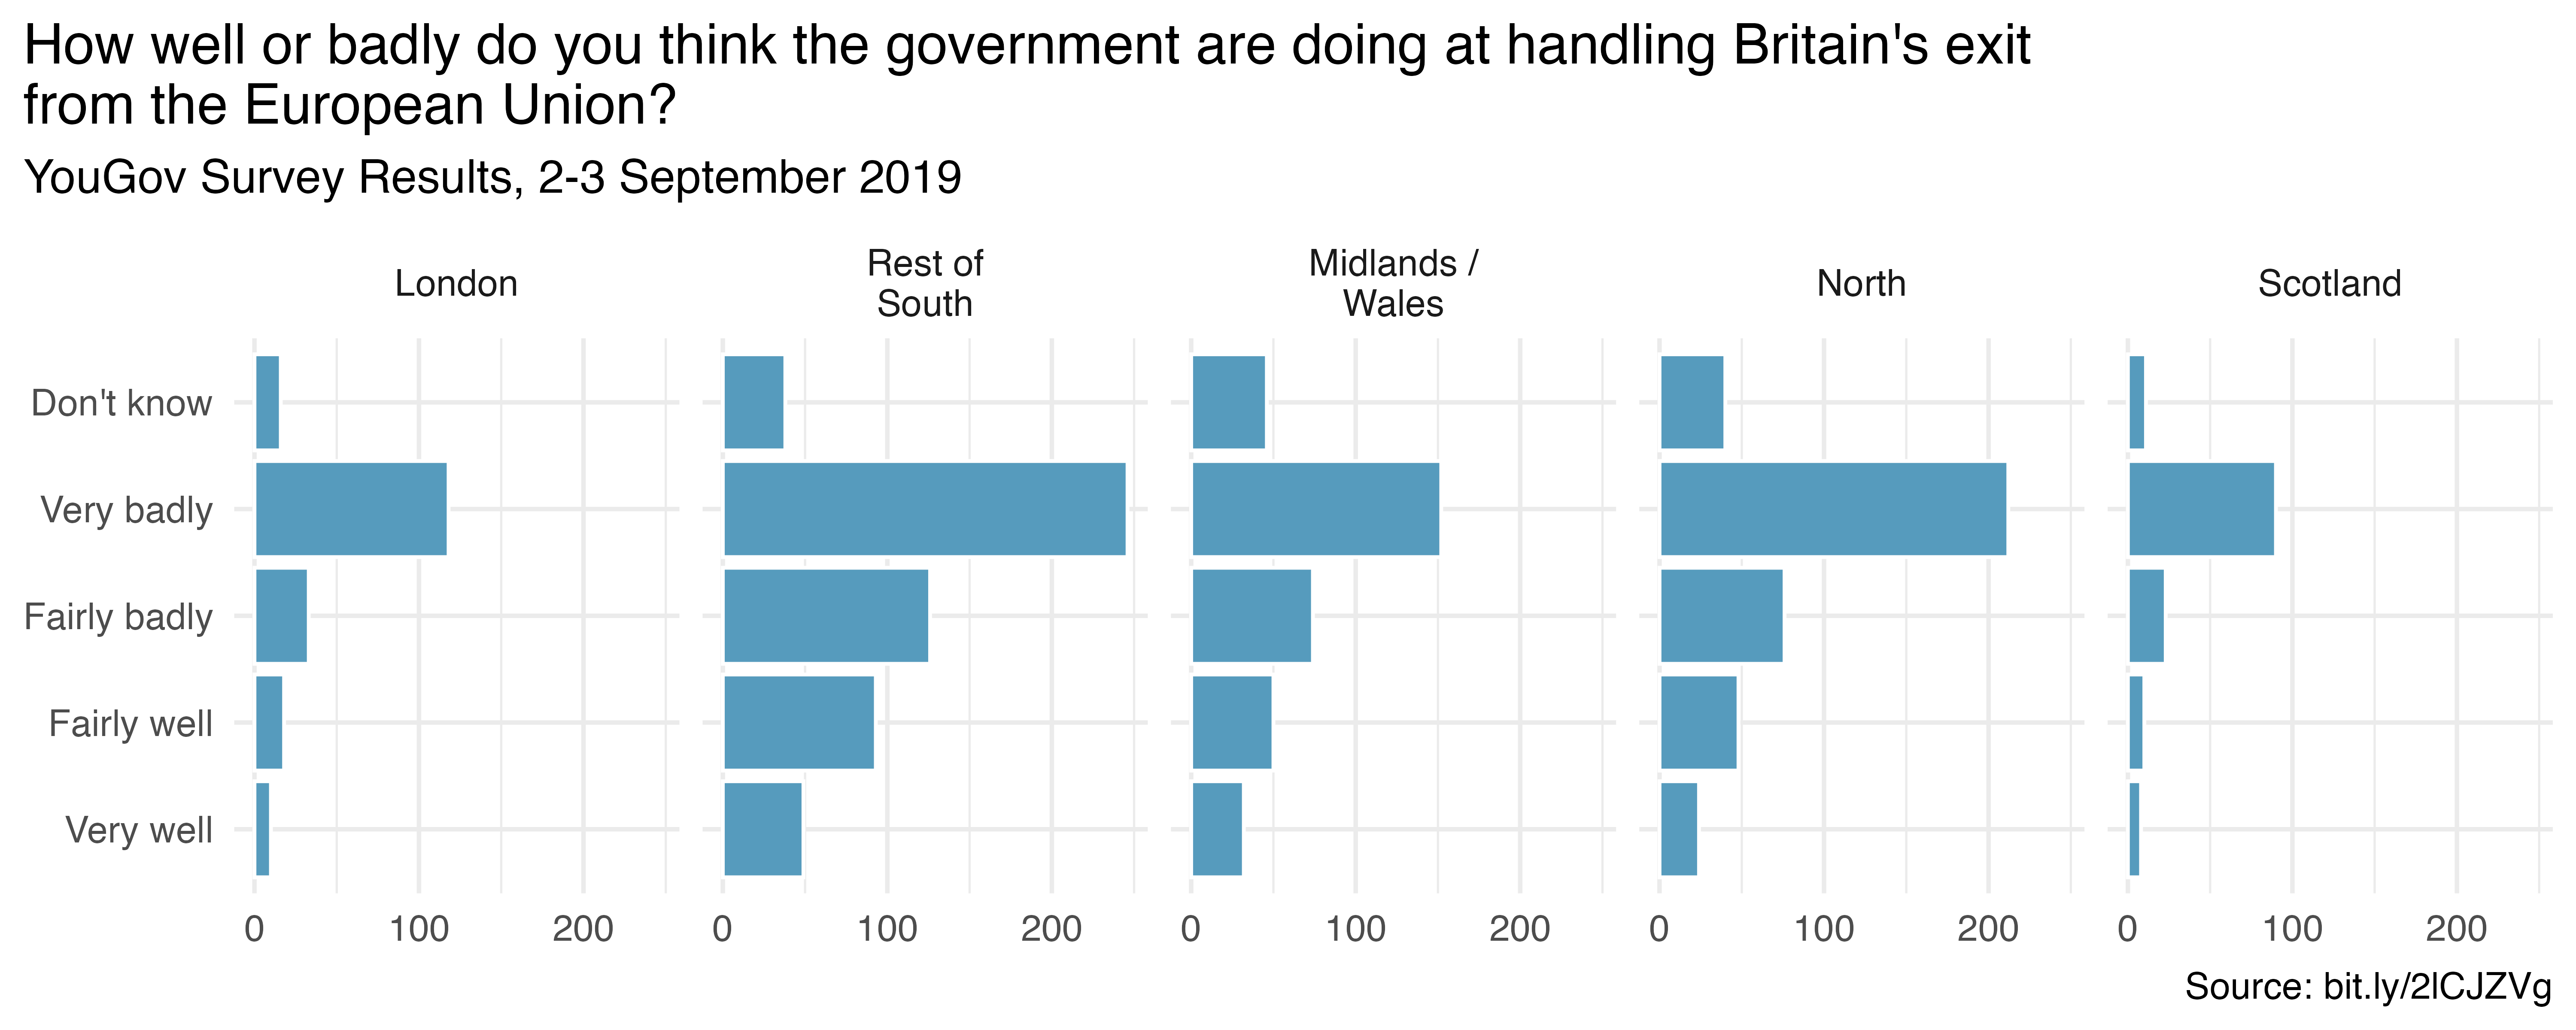 How well or badly do you think the government are doing at handling Britain's exit
from the European Union?
YouGov Survey Results, 2-3 September 2019
London
Rest of
South
Midlands /
Wales
North
Scotland
Don't know
Very badly
Fairly badly
Fairly well
Very well
0 100 200 0 100 200 0 100 200 0 100 200 0 100 200
Source: bit.ly/2lCJZVg